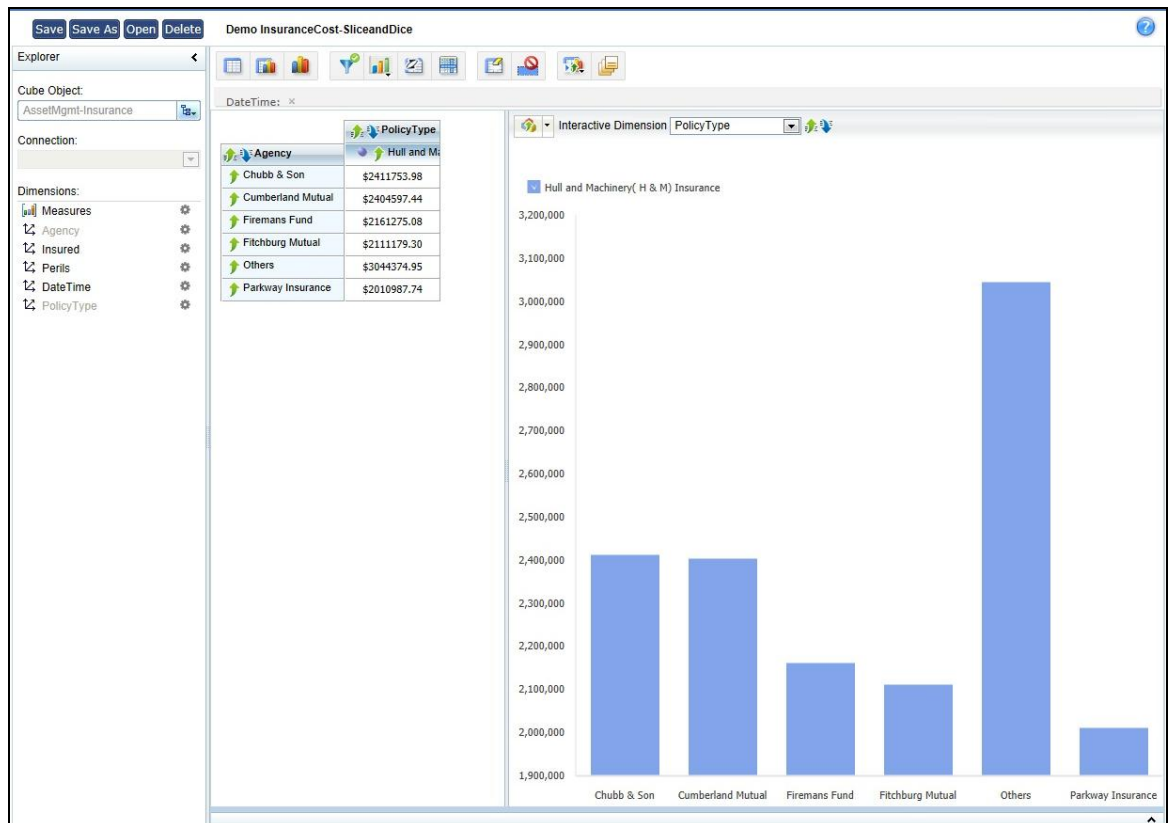 Save Save As Open Delete Demo InsuranceCost-SliceandDice
Explorer
Cube Object:
AssetMgmt-Insurance
Connection:
Dimensions:
Measures
Agency
Insured
Perils
DateTime
PolicyType
DateTime: ×
PolicyType
Agency Hull and Ma
Chubb & Son $2411753.98
Cumberland Mutual $2404597.44
Firemans Fund $2161275.08
Fitchburg Mutual $2111179.30
Others $3044374.95
Parkway Insurance $2010987.74
Interactive Dimension PolicyType
Hull and Machinery( H & M) Insurance
3,200,000
3,100,000
3,000,000
2,900,000
2,800,000
2,700,000
2,600,000
2,500,000
2,400,000
2,300,000
2,200,000
2,100,000
2,000,000
1,900,000
Chubb & Son Cumberland Mutual Firemans Fund Fitchburg Mutual Others Parkway Insurance